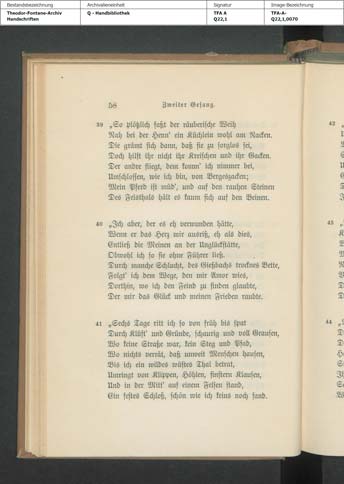 Bestandsbezeichnung
Theodor-Fontane-Archiv
Handschriften
Archivalieneinheit
Q - Handbibliothek
Signatur
TFA A
Q22,1
Image-Bezeichnung
TFA-A-
Q22,1,0070
58
Zweiter Gesang.
39 „So plötzlich faßt der räuberische Weih
Nah bei der Henn' ein Küchlein wohl am Nacken.
Die grämt sich dann, daß sie zu sorglos sei,
Doch hilft ihr nicht ihr Kreischen und ihr Gacken.
Der andre fliegt, dem komm' ich nimmer bei,
Umschlossen, wie ich bin, von Bergeszacken;
Mein Pferd ist müd', und auf den rauhen Steinen
Des Felsthals hält es kaum sich auf den Beinen.
40 „Ich aber, der es eh verwunden hätte,
Wenn er das Herz mir ausriß, eh als dies,
Entließ die Meinen an der Unglücksstätte,
Obwohl ich so sie ohne Führer ließ.
Durch manche Schlucht, des Gießbachs trocknes Bette,
Folgt' ich dem Wege, den mir Amor wies,
Dorthin, wo ich den Feind zu finden glaubte,
Der mir das Glück und meinen Frieden raubte.
41 „Sechs Tage ritt ich so von früh bis spat
Durch Klüft' und Gründe, schaurig und voll Grausen,
Wo keine Straße war, kein Steg und Pfad,
Wo nichts verrät, daß unweit Menschen hausen,
Bis ich ein wildes wüstes Thal betrat,
Umringt von Klippen, Höhlen, finstern Klausen,
Und in der Mitt' auf einem Felsen stand,
Ein festes Schloß, schön wie ich keins noch fand.
42
44